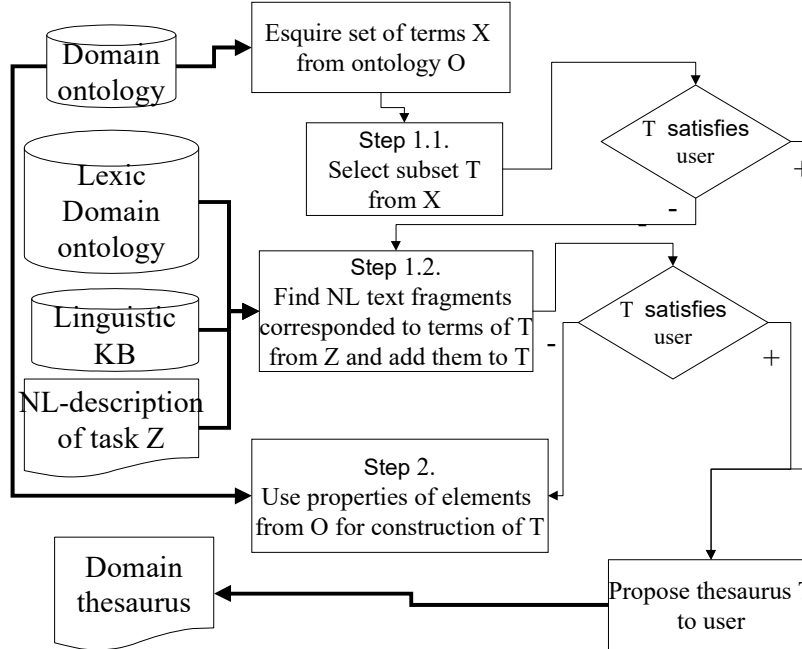 Domain
ontology
Esquire set of terms X
from ontology O
Step 1.1.
Select subset T
from X
T satisfies
user
+
-
-
Lexic
Domain
ontology
Step 1.2.
Find NL text fragments
corresponded to terms of T
from Z and add them to T
T satisfies
user
-
+
Linguistic
KB
NL-description
of task Z
Step 2.
Use properties of elements
from O for construction of T
Domain
thesaurus
Propose thesaurus T
to user